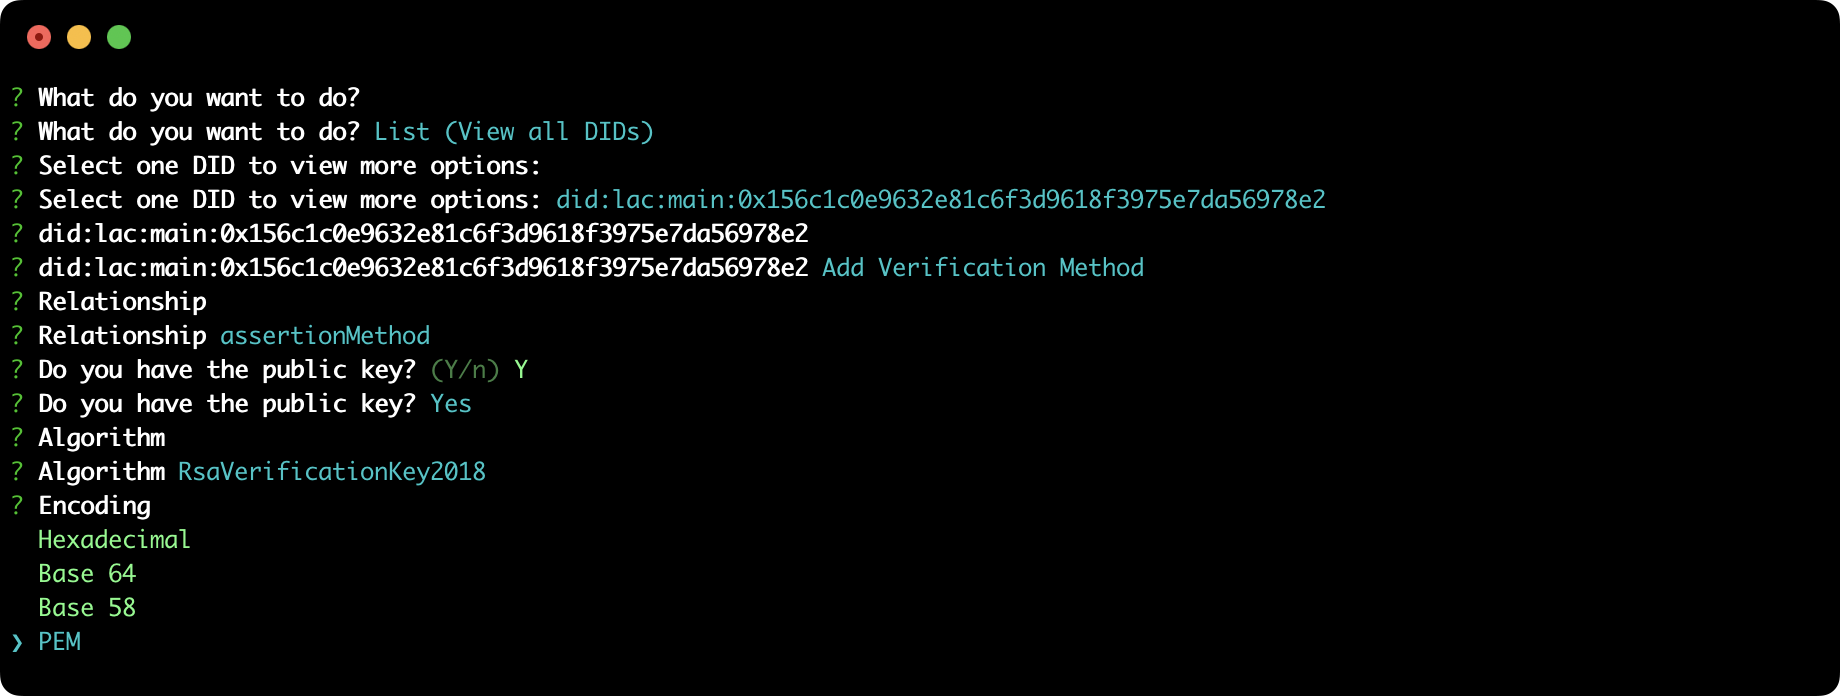 ? What do you want to do?
? What do you want to do? List (View all DIDs)
? Select one DID to view more options:
? Select one DID to view more options: did:lac:main:0x156c1c0e9632e81c6f3d9618f3975e7da56978e2
? did:lac:main:0x156c1c0e9632e81c6f3d9618f3975e7da56978e2
? did:lac:main:0x156c1c0e9632e81c6f3d9618f3975e7da56978e2 Add Verification Method
? Relationship
? Relationship assertionMethod
? Do you have the public key? (Y/n) Y
? Do you have the public key? Yes
? Algorithm
? Algorithm RsaVerificationKey2018
? Encoding
Hexadecimal
Base 64
Base 58
❯ PEM